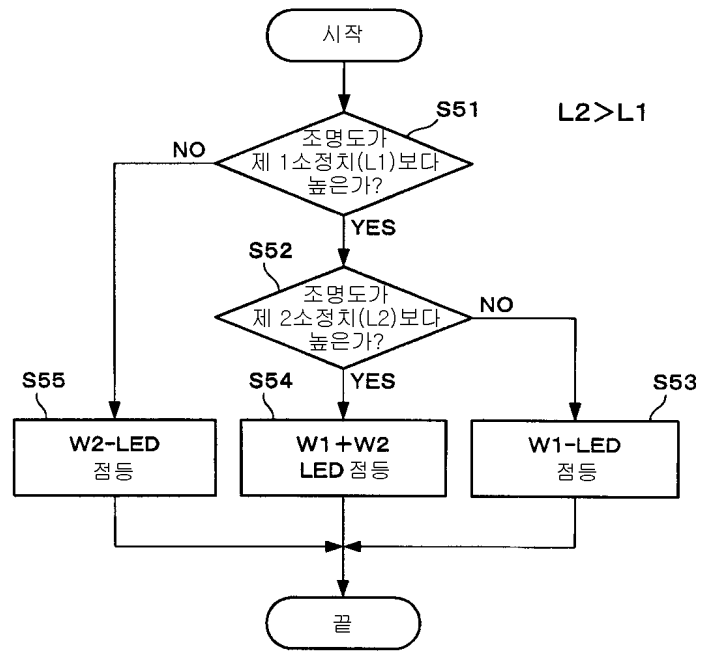 시작
S51
L2>L1
조명도가
제 1소정치(L1)보다
높은가?
NO
YES
S52
조명도가
제 2소정치(L2)보다
높은가?
NO
YES
S55
S54
S53
W2-LED
점등
W1+W2
LED 점등
W1-LED
점등
끝